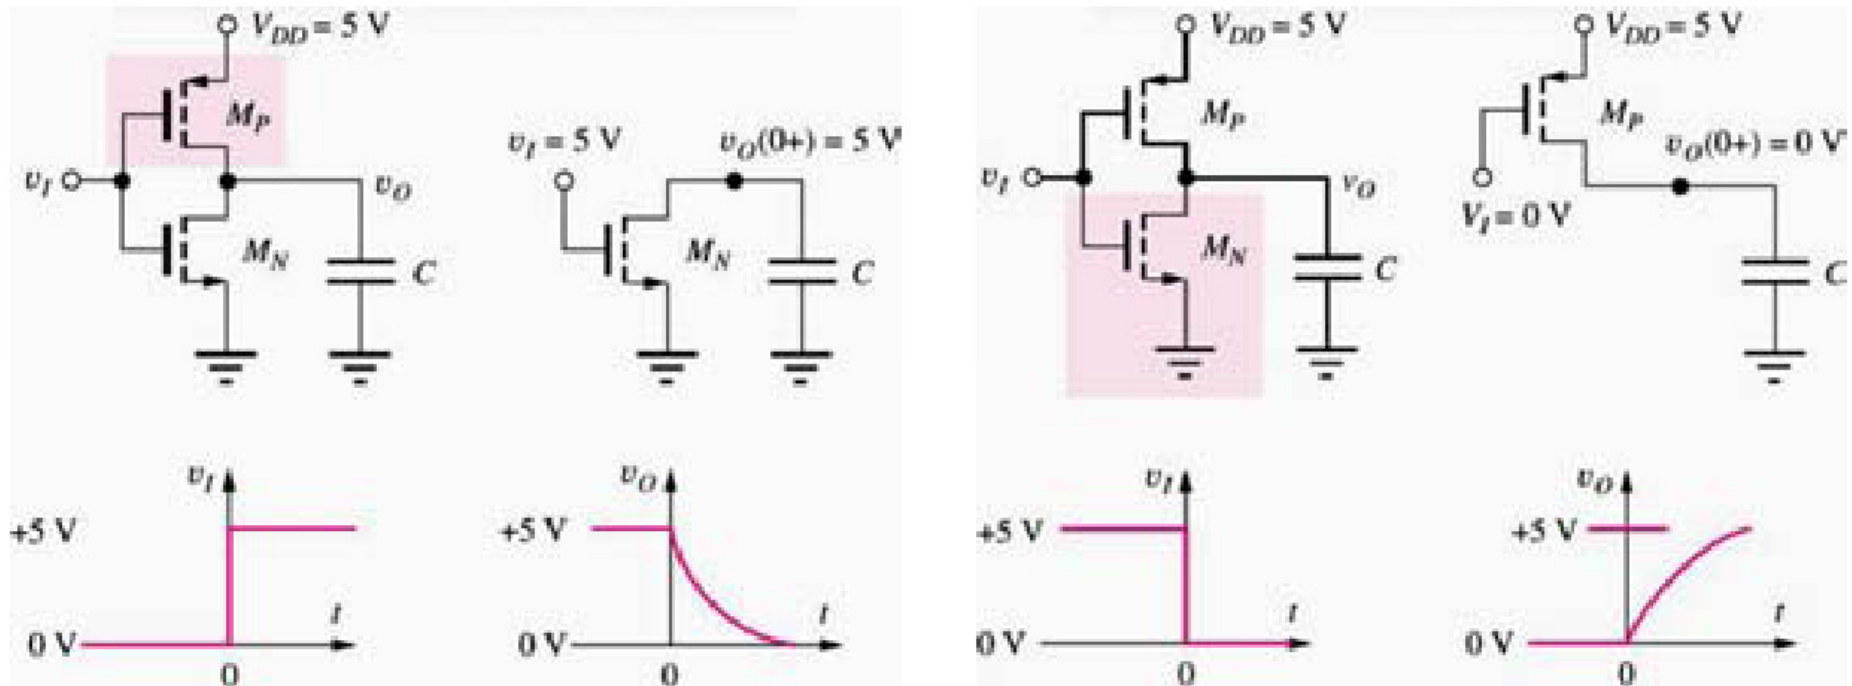 V_DD = 5 V
M_P
v_I
v_O
M_N
C
v_I = 5 V
v_O(0+) = 5 V
M_N
C
v_I
+5 V
0 V
t
0
v_O
+5 V
0 V
t
0
V_DD = 5 V
M_P
v_I
v_O
M_N
C
V_DD = 5 V
M_P
v_O(0+) = 0 V
V_I = 0 V
C
v_I
+5 V
0 V
t
0
v_O
+5 V
0 V
t
0